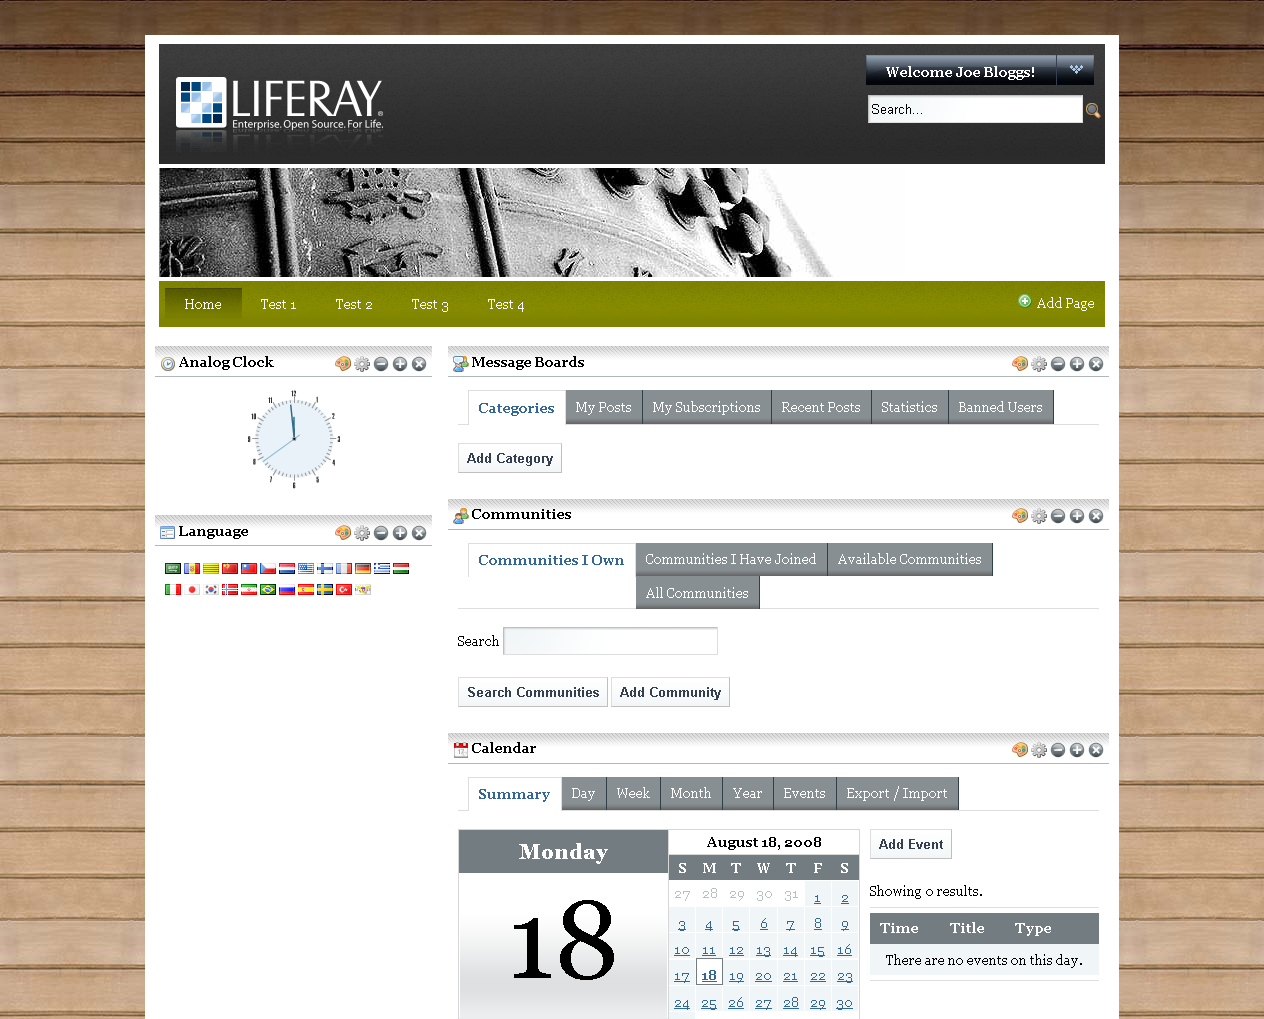 Welcome Joe Bloggs!
LIFERAY.
Enterprise. Open Source. For Life.
Search...
Home Test 1 Test 2 Test 3 Test 4 Add Page
Analog Clock
12
1
2
3
4
5
6
7
8
9
10
11
Language
Message Boards
Categories My Posts My Subscriptions Recent Posts Statistics Banned Users
Add Category
Communities
Communities I Own Communities I Have Joined Available Communities
All Communities
Search
Search Communities Add Community
Calendar
Summary Day Week Month Year Events Export / Import
Monday
18
August 18, 2008
S M T W T F S
27 28 29 30 31 1 2
3 4 5 6 7 8 9
10 11 12 13 14 15 16
17 18 19 20 21 22 23
24 25 26 27 28 29 30
Add Event
Showing 0 results.
Time Title Type
There are no events on this day.